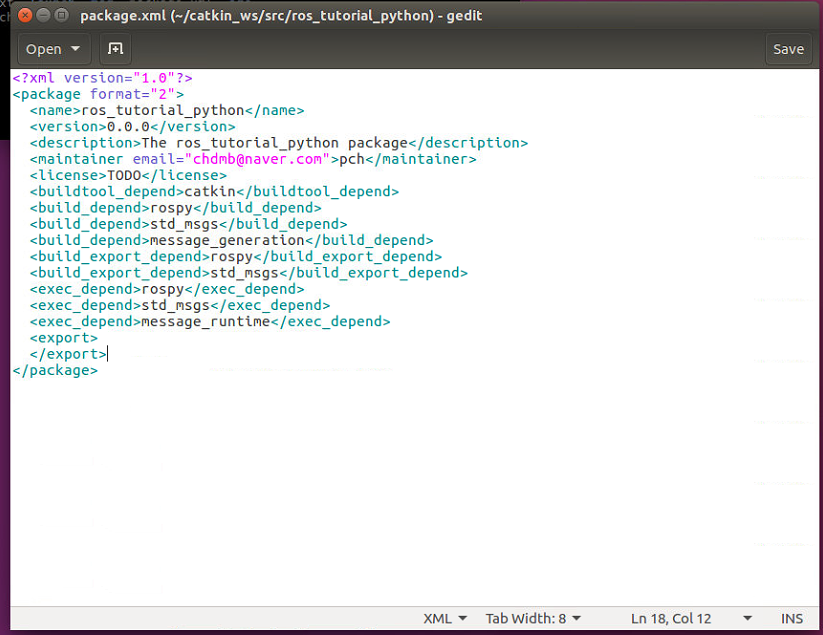 package.xml (~/catkin_ws/src/ros_tutorial_python) - gedit
Open
Save
<?xml version="1.0"?>
<package format="2">
  <name>ros_tutorial_python</name>
  <version>0.0.0</version>
  <description>The ros_tutorial_python package</description>
  <maintainer email="chdmb@naver.com">pch</maintainer>
  <license>TODO</license>
  <buildtool_depend>catkin</buildtool_depend>
  <build_depend>rospy</build_depend>
  <build_depend>std_msgs</build_depend>
  <build_depend>message_generation</build_depend>
  <build_export_depend>rospy</build_export_depend>
  <build_export_depend>std_msgs</build_export_depend>
  <exec_depend>rospy</exec_depend>
  <exec_depend>std_msgs</exec_depend>
  <exec_depend>message_runtime</exec_depend>
  <export>
  </export>
</package>
XML Tab Width: 8 Ln 18, Col 12 INS